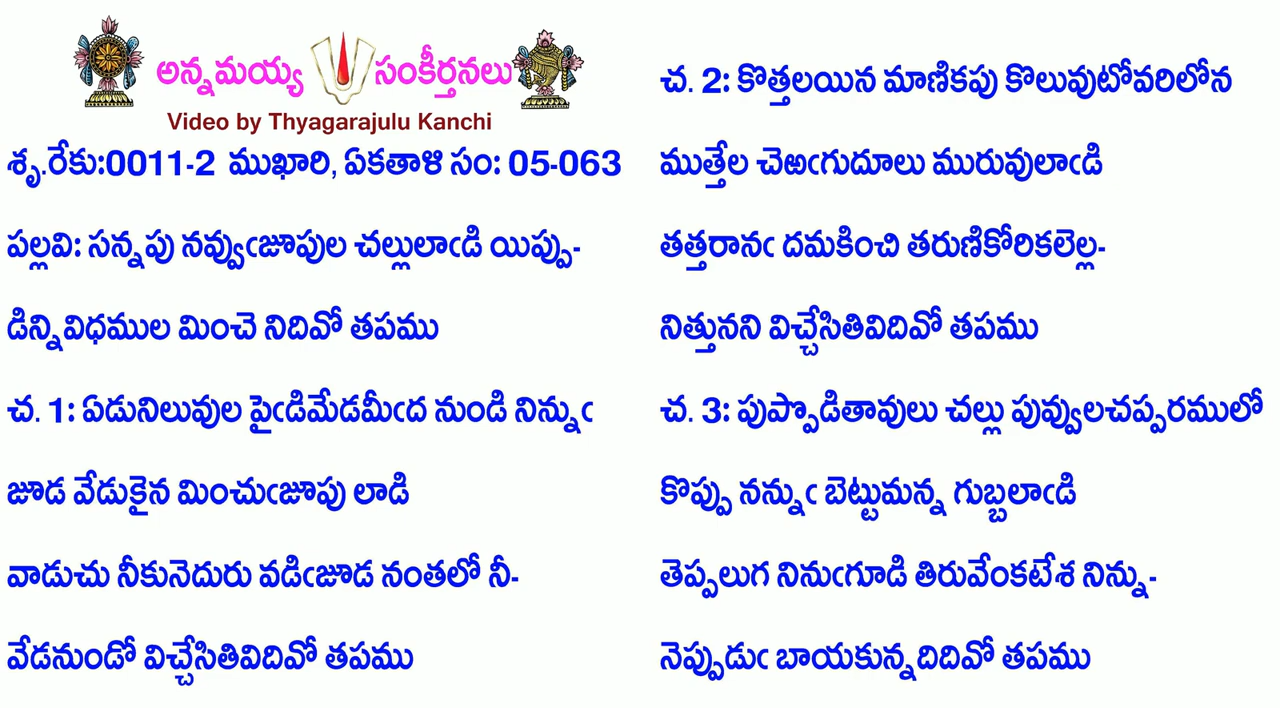 అన్నమయ్య సంకీర్తనలు
Video by Thyagarajulu Kanchi
శృ.రేకు:0011-2 ముఖారి, ఏకతాళి సం: 05-063
పల్లవి: సన్నపు నవ్వుఁజూపుల చల్లులాఁడి యిప్పు-
డిన్నివిధముల మించె నిదివో తపము
చ. 1: ఏడునిలువుల పైఁడిమేడమీఁద నుండి నిన్నుఁ
జూడ వేడుకైన మించుఁజూపు లాడి
వాడుచు నీకునెదురు వడిఁజూడ నంతలో నీ-
వేడనుండో విచ్చేసితివిదివో తపము
చ. 2: కొత్తలయిన మాణికపు కొలువుటోవరిలోన
ముత్తేల చెఱఁగుదూలు మురువులాఁడి
తత్తరానఁ దమకించి తరుణికోరికలెల్ల-
నిత్తునని విచ్చేసితివిదివో తపము
చ. 3: పుప్పొడితావులు చల్లు పువ్వులచప్పరములో
కొప్పు నన్నుఁ బెట్టుమన్న గుబ్బలాఁడి
తెప్పలుగ నినుఁగూడి తిరువేంకటేశ నిన్ను-
నెప్పుడుఁ బాయకున్నదిదివో తపము